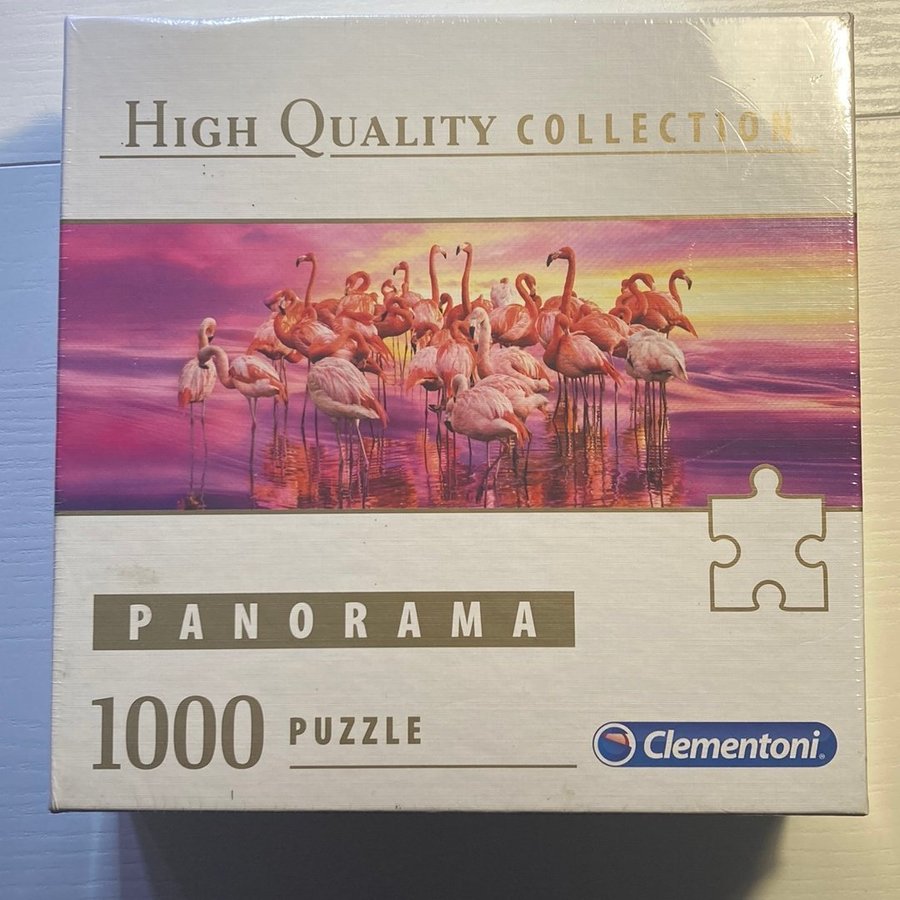 HIGH QUALITY COLLECTION
PANORAMA
1000 PUZZLE
Clementoni®